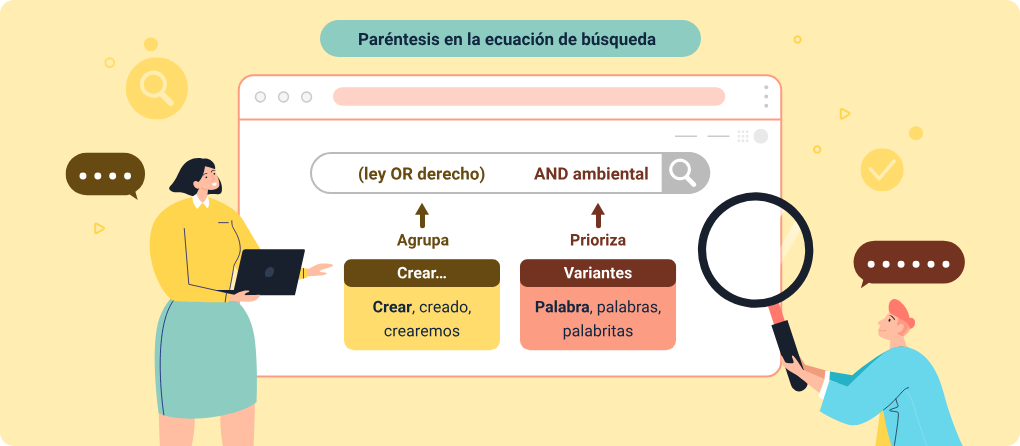 Paréntesis en la ecuación de búsqueda
(ley OR derecho) AND ambiental
Agrupa
Prioriza
Crear...
Variantes
Crear, creado,
crearemos
Palabra, palabras,
palabritas